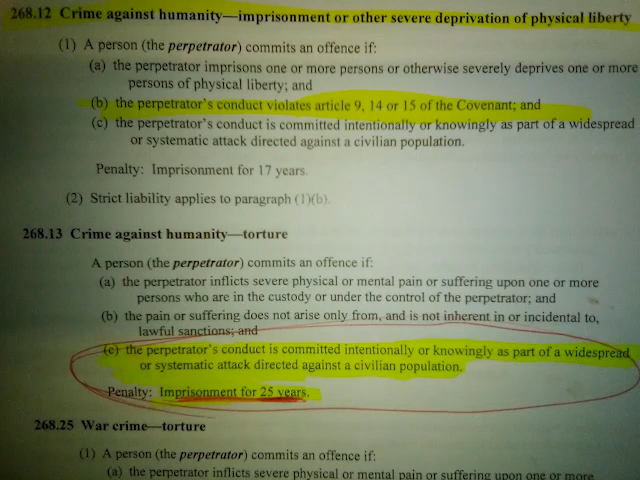 268.12 Crime against humanity—imprisonment or other severe deprivation of physical liberty
(1) A person (the perpetrator) commits an offence if:
(a) the perpetrator imprisons one or more persons or otherwise severely deprives one or more
persons of physical liberty; and
(b) the perpetrator's conduct violates article 9, 14 or 15 of the Covenant; and
(c) the perpetrator's conduct is committed intentionally or knowingly as part of a widespread
or systematic attack directed against a civilian population.
Penalty: Imprisonment for 17 years.
(2) Strict liability applies to paragraph (1)(b).
268.13 Crime against humanity—torture
A person (the perpetrator) commits an offence if:
(a) the perpetrator inflicts severe physical or mental pain or suffering upon one or more
persons who are in the custody or under the control of the perpetrator; and
(b) the pain or suffering does not arise only from, and is not inherent in or incidental to,
lawful sanctions; and
(c) the perpetrator's conduct is committed intentionally or knowingly as part of a widespread
or systematic attack directed against a civilian population.
Penalty: Imprisonment for 25 years.
268.25 War crime—torture
(1) A person (the perpetrator) commits an offence if:
(a) the perpetrator inflicts severe physical or mental pain or suffering upon one or more